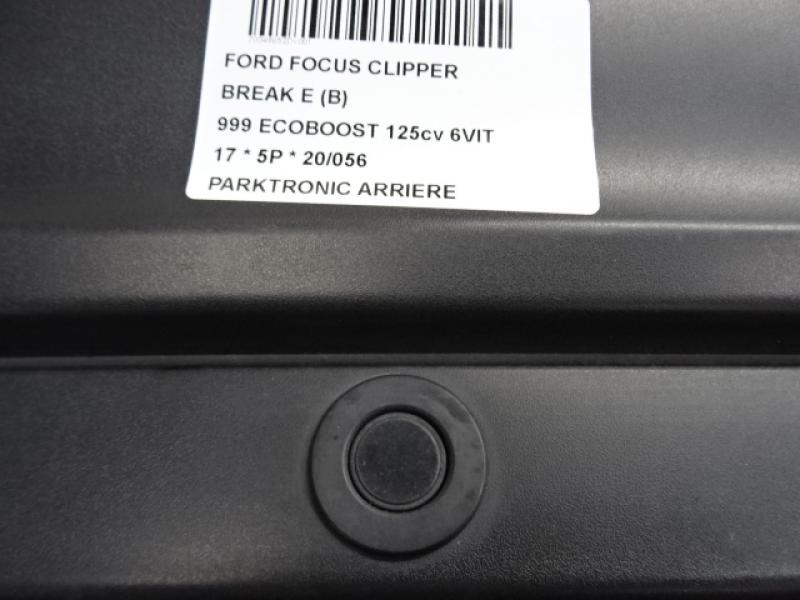 FORD FOCUS CLIPPER
BREAK E (B)
999 ECOBOOST 125cv 6VIT
17 * 5P * 20/056
PARKTRONIC ARRIERE